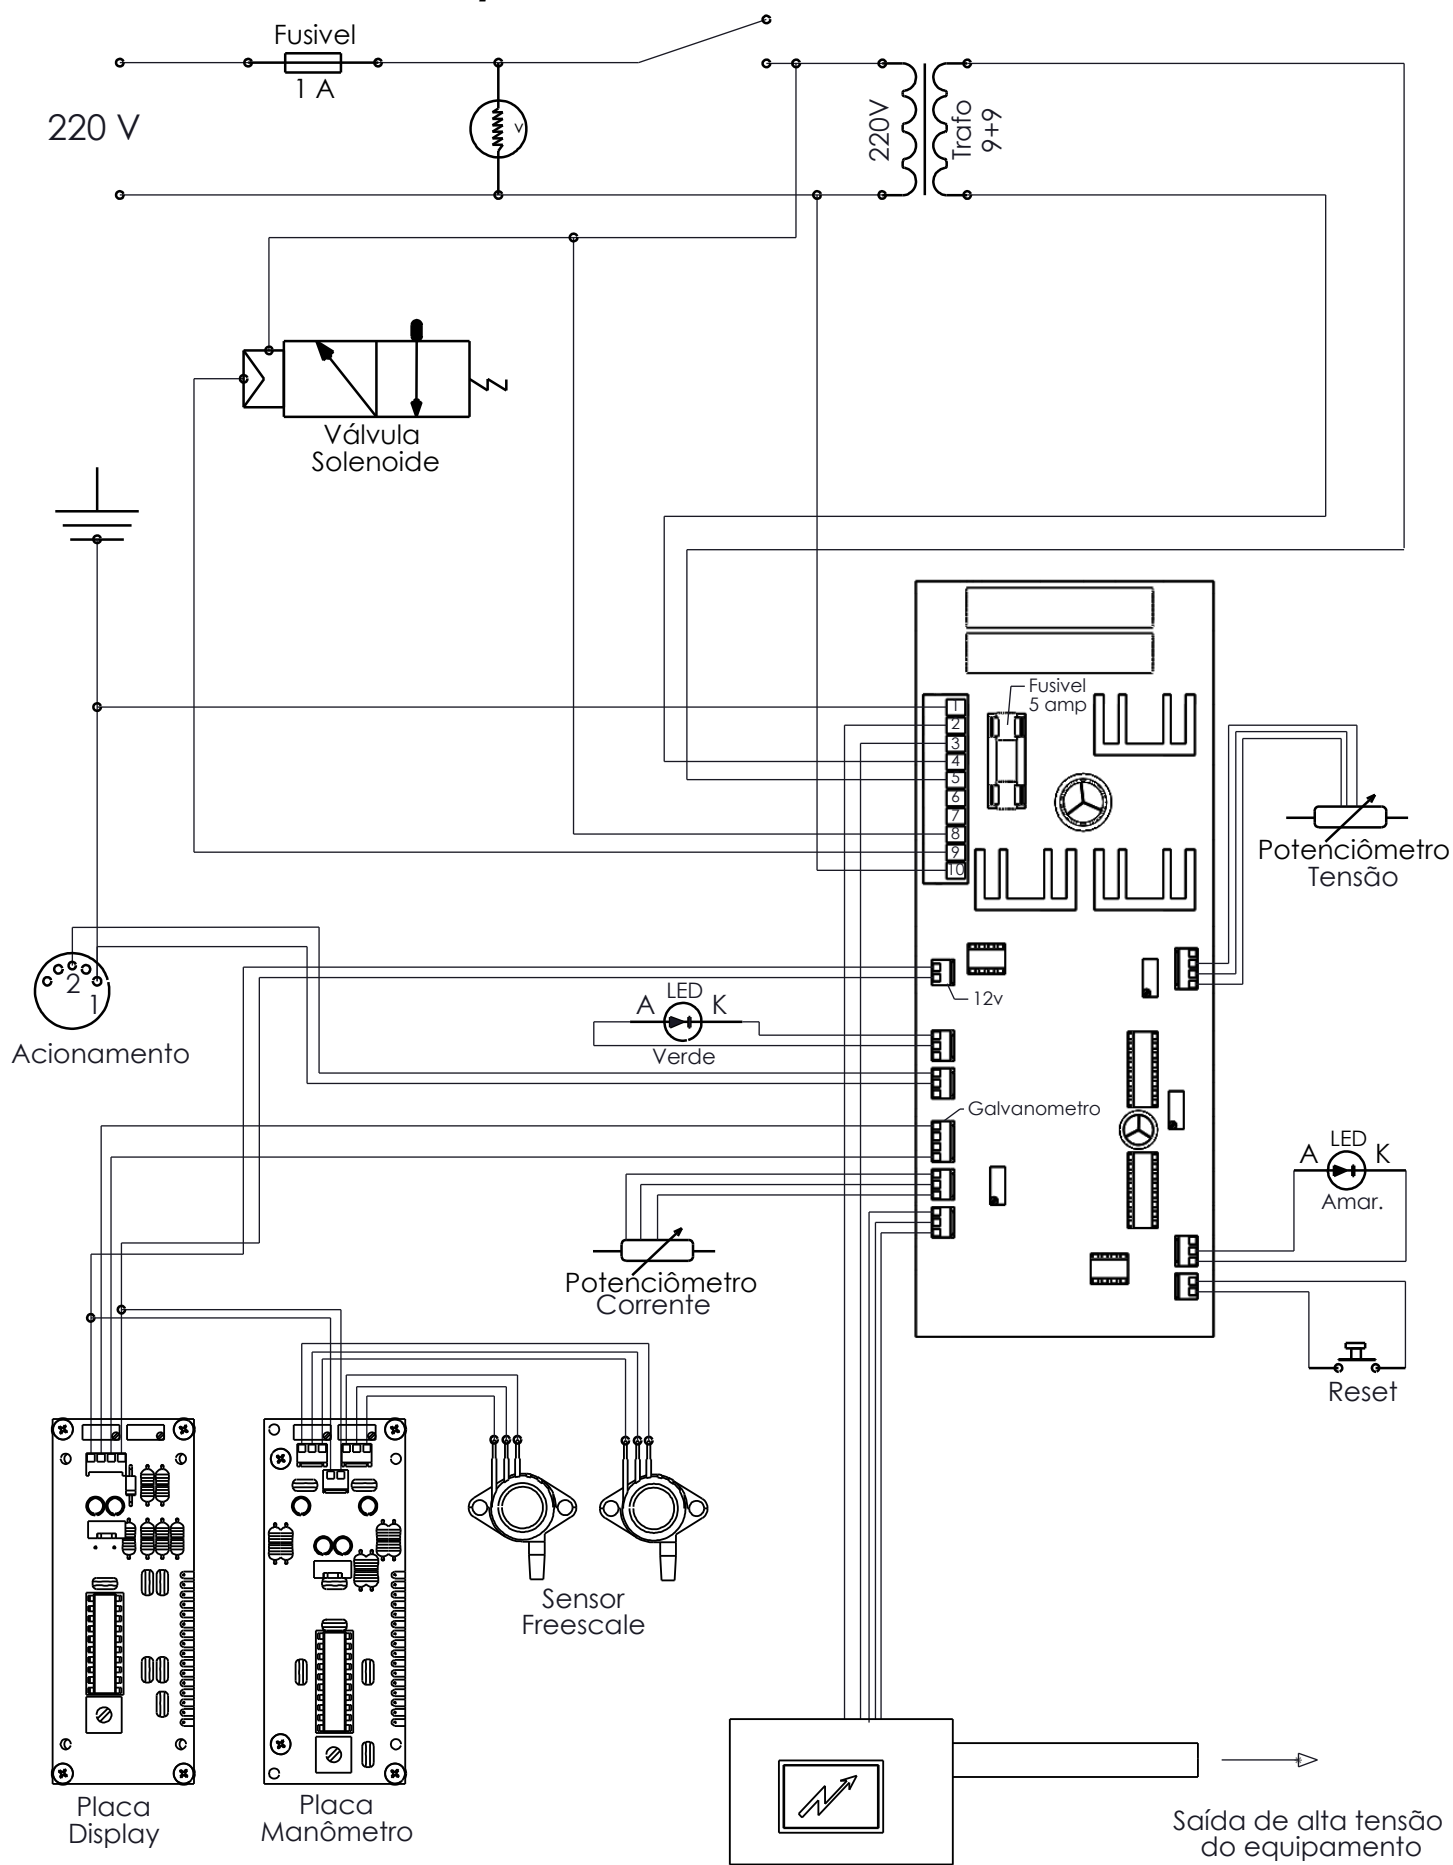 Fusivel
1 A
220 V
V
220V
Trafo
9+9
Válvula
Solenoide
Fusivel
5 amp
1
2
3
4
5
6
7
8
9
10
Potenciômetro
Tensão
2
1
Acionamento
12v
LED
A K
Verde
Galvanometro
LED
A K
Amar.
Potenciômetro
Corrente
Reset
Sensor
Freescale
Placa
Display
Placa
Manômetro
Saída de alta tensão
do equipamento